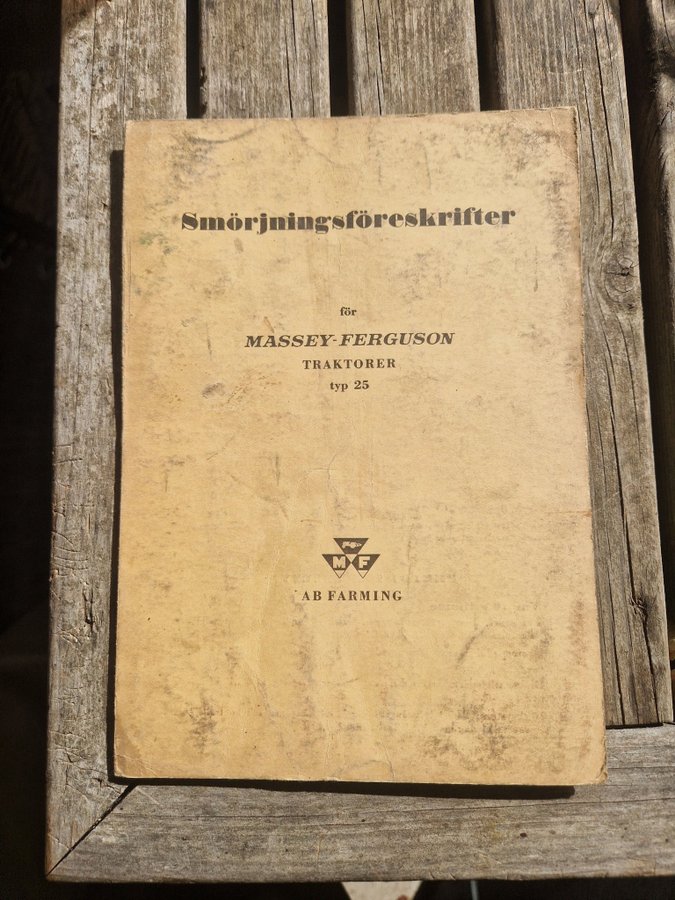 Smörjningsföreskrifter
för
MASSEY-FERGUSON
TRAKTORER
typ 25
M F
AB FARMING